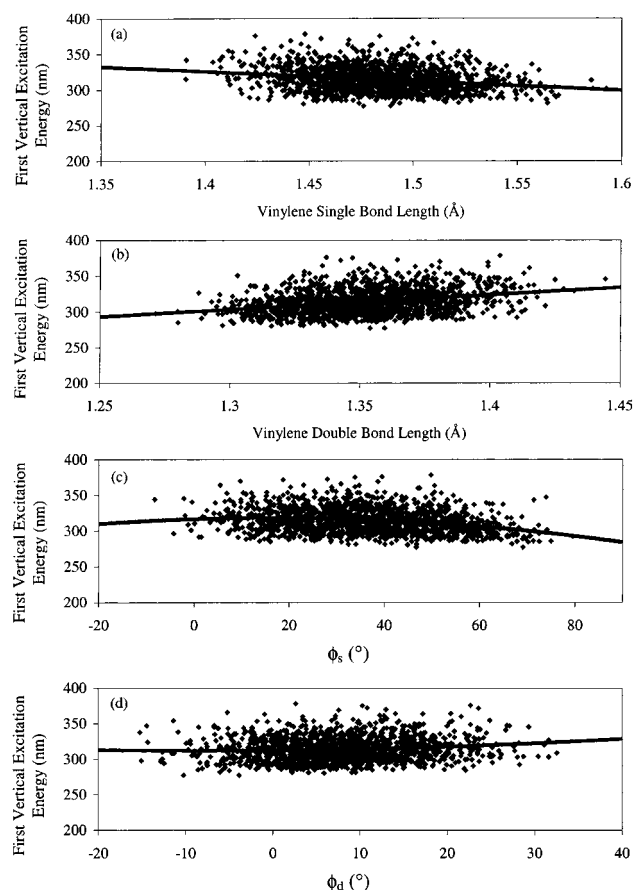 400
(a)
350
300
250
200
1.35
1.4
1.45
1.5
1.55
1.6
First Vertical Excitation
Energy (nm)
Vinylene Single Bond Length (Å)
400
(b)
350
300
250
200
1.25
1.3
1.35
1.4
1.45
First Vertical Excitation
Energy (nm)
Vinylene Double Bond Length (Å)
400
(c)
350
300
250
200
-20
0
20
40
60
80
First Vertical Excitation
Energy (nm)
ϕs (°)
400
(d)
350
300
250
200
-20
-10
0
10
20
30
40
First Vertical Excitation
Energy (nm)
ϕd (°)